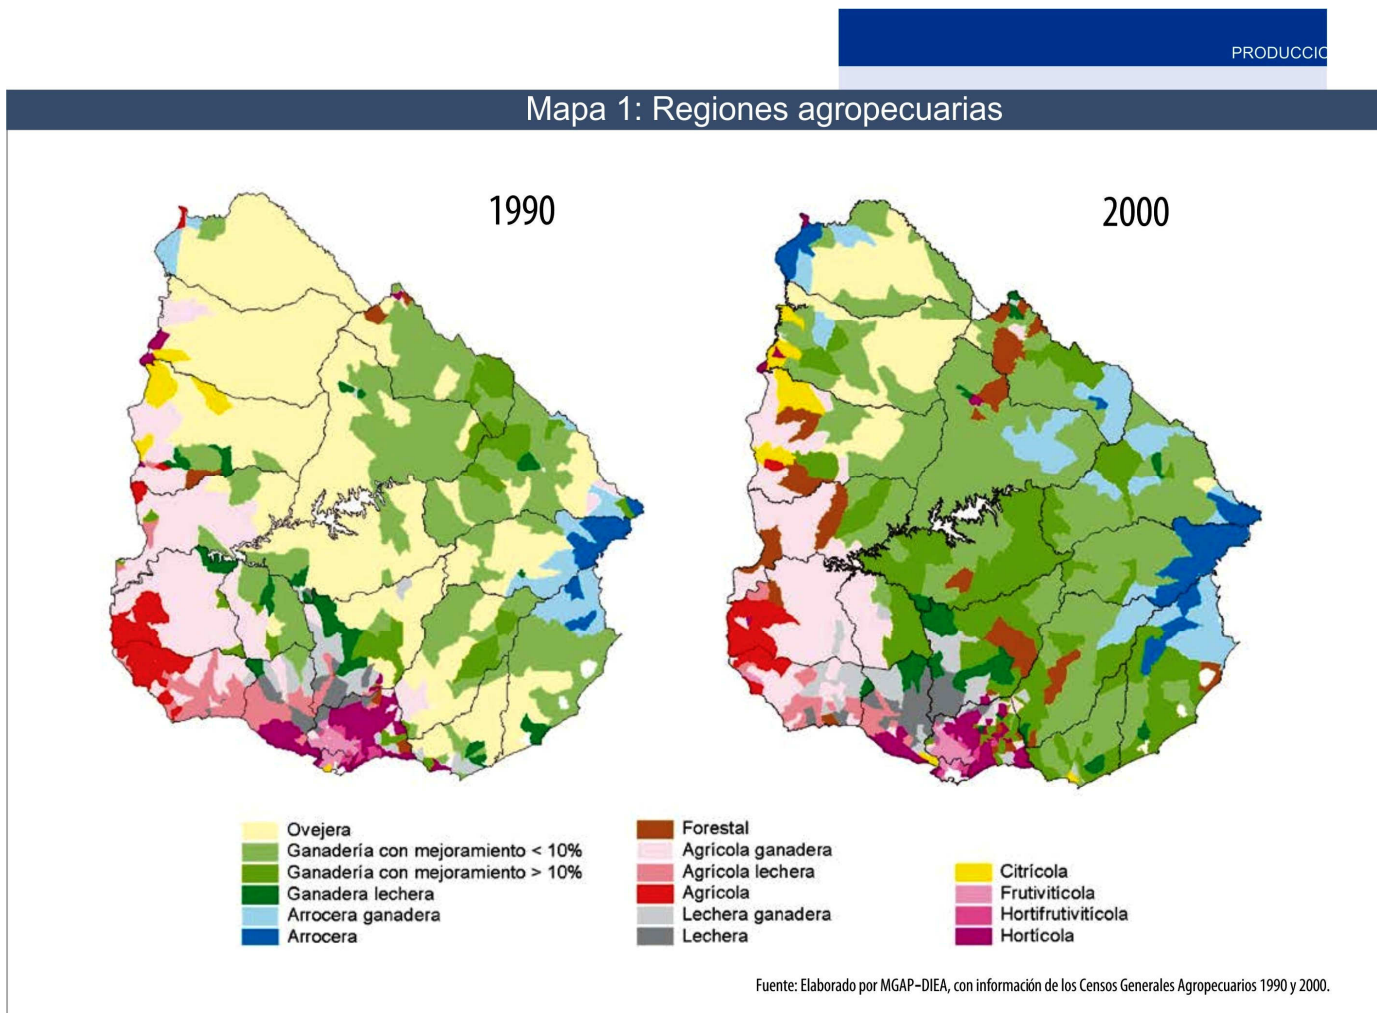 PRODUCCIO
Mapa 1: Regiones agropecuarias
1990
2000
Ovejera
Ganadería con mejoramiento < 10%
Ganadería con mejoramiento > 10%
Ganadera lechera
Arrocera ganadera
Arrocera
Forestal
Agrícola ganadera
Agrícola lechera
Agrícola
Lechera ganadera
Lechera
Citrícola
Frutivitícola
Hortifrutivitícola
Hortícola
Fuente: Elaborado por MGAP-DIEA, con información de los Censos Generales Agropecuarios 1990 y 2000.